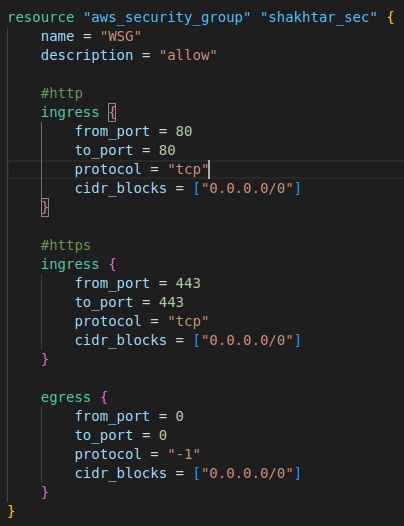 resource "aws_security_group" "shakhtar_sec" {
    name = "WSG"
    description = "allow"

    #http
    ingress {
        from_port = 80
        to_port = 80
        protocol = "tcp"
        cidr_blocks = ["0.0.0.0/0"]
    }

    #https
    ingress {
        from_port = 443
        to_port = 443
        protocol = "tcp"
        cidr_blocks = ["0.0.0.0/0"]
    }

    egress {
        from_port = 0
        to_port = 0
        protocol = "-1"
        cidr_blocks = ["0.0.0.0/0"]
    }
}